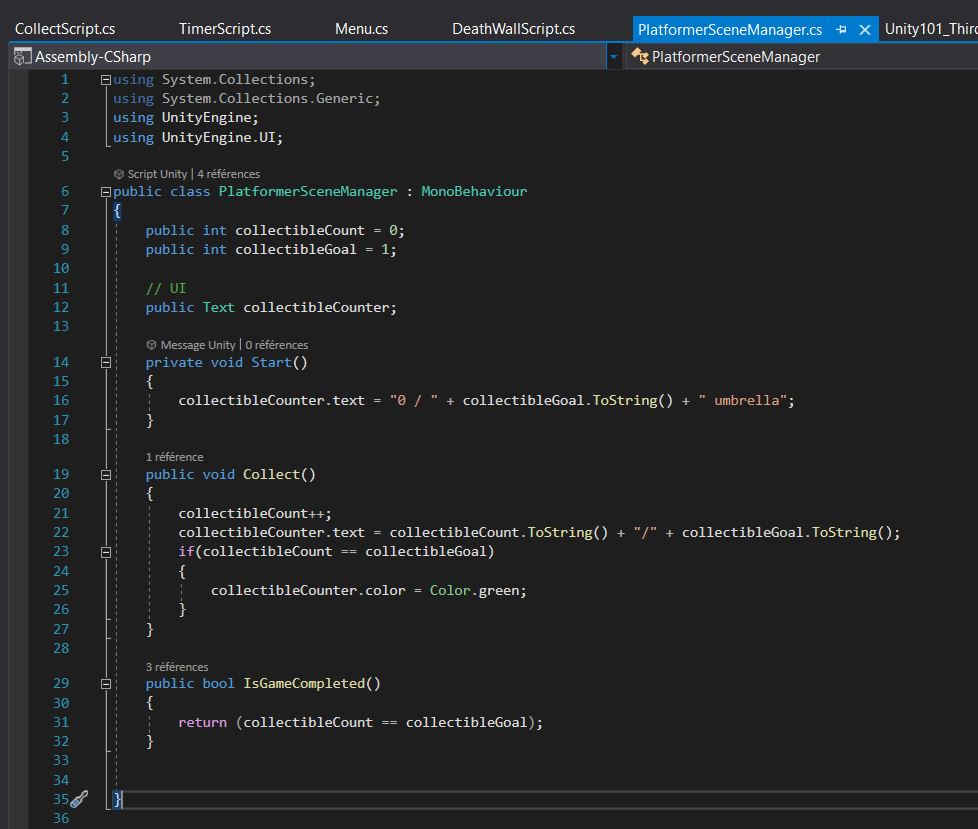 CollectScript.cs TimerScript.cs Menu.cs DeathWallScript.cs PlatformerSceneManager.cs Unity101_Thir
Assembly-CSharp PlatformerSceneManager
1 using System.Collections;
2 using System.Collections.Generic;
3 using UnityEngine;
4 using UnityEngine.UI;
5
Script Unity | 4 références
6 public class PlatformerSceneManager : MonoBehaviour
7 {
8 public int collectibleCount = 0;
9 public int collectibleGoal = 1;
10
11 // UI
12 public Text collectibleCounter;
13
Message Unity | 0 références
14 private void Start()
15 {
16 collectibleCounter.text = "0 / " + collectibleGoal.ToString() + " umbrella";
17 }
18
1 référence
19 public void Collect()
20 {
21 collectibleCount++;
22 collectibleCounter.text = collectibleCount.ToString() + "/" + collectibleGoal.ToString();
23 if(collectibleCount == collectibleGoal)
24 {
25 collectibleCounter.color = Color.green;
26 }
27 }
28
3 références
29 public bool IsGameCompleted()
30 {
31 return (collectibleCount == collectibleGoal);
32 }
33
34
35 }
36